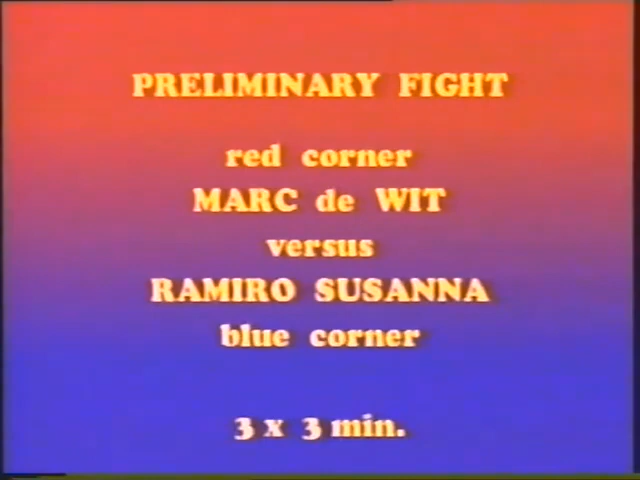 PRELIMINARY FIGHT
red corner
MARC de WIT
versus
RAMIRO SUSANNA
blue corner
3 x 3 min.